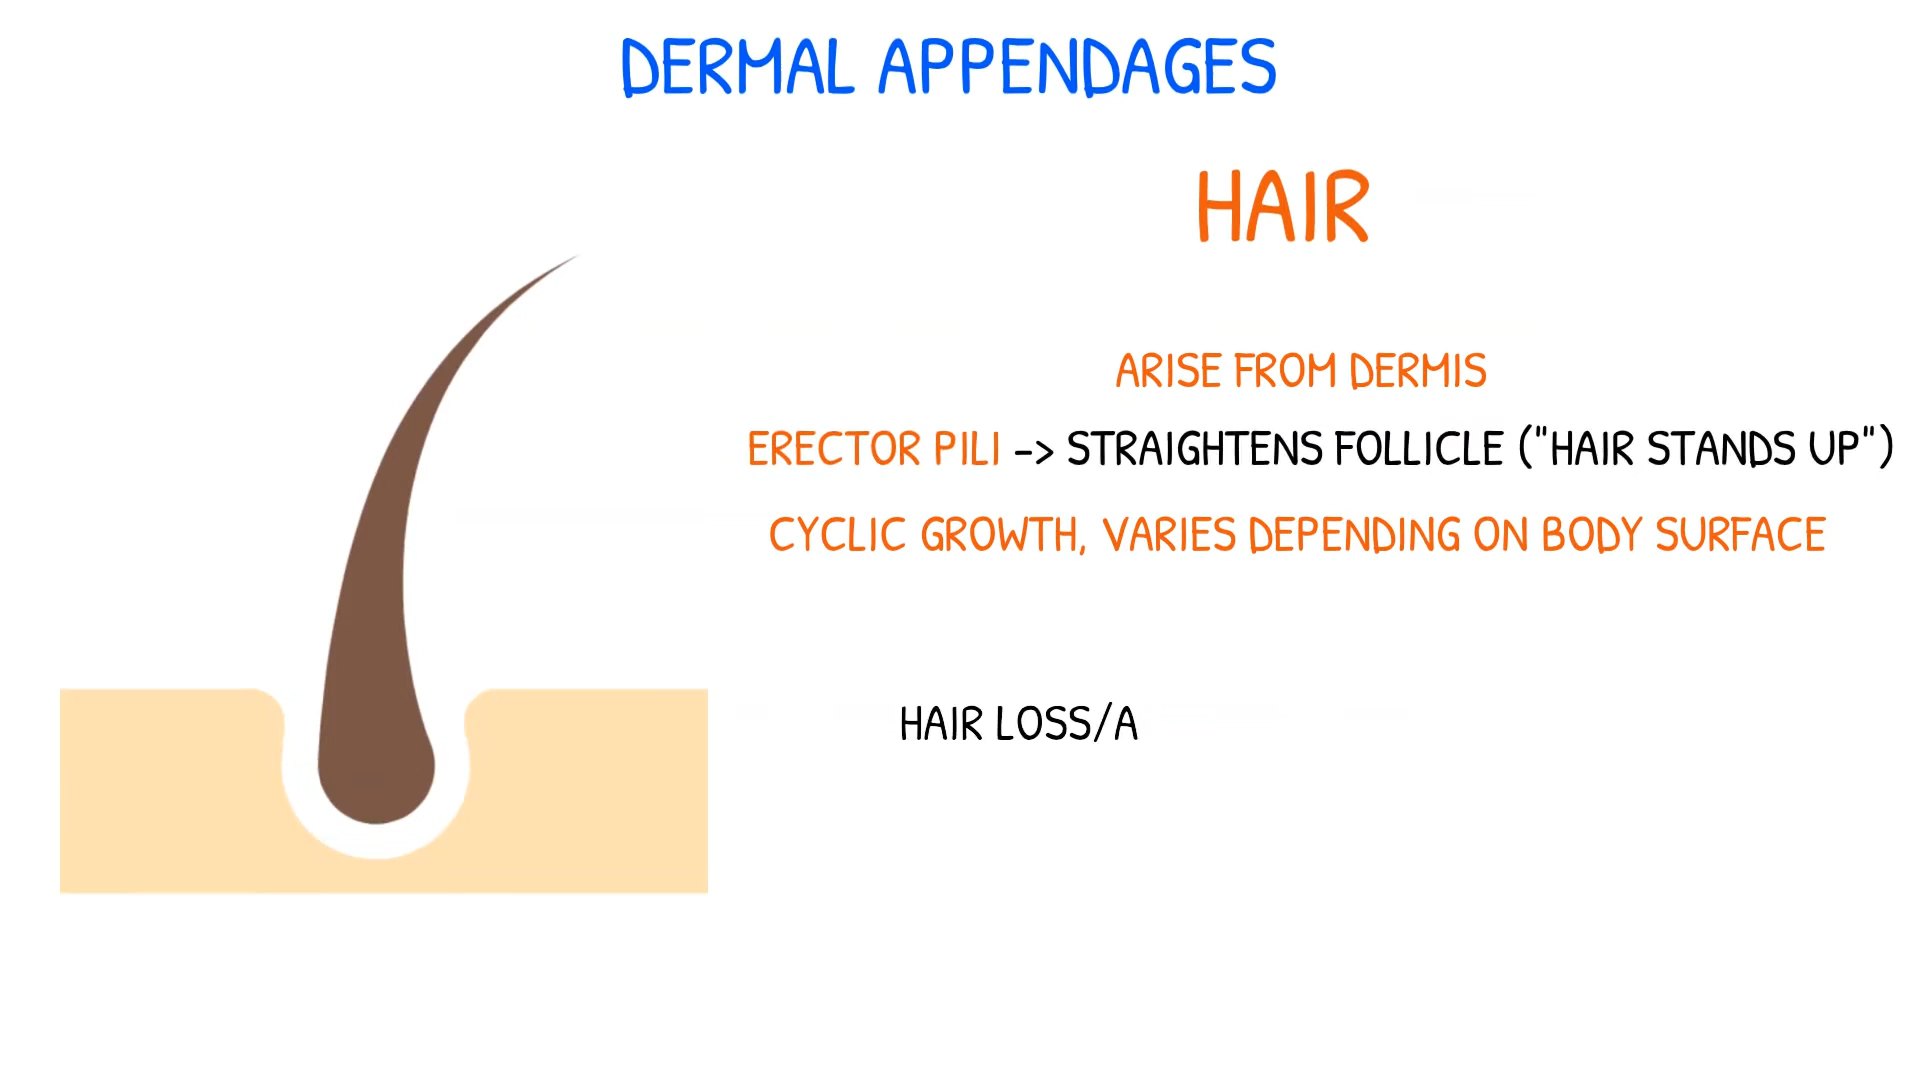 DERMAL APPENDAGES
HAIR
ARISE FROM DERMIS
ERECTOR PILI -> STRAIGHTENS FOLLICLE ("HAIR STANDS UP")
CYCLIC GROWTH, VARIES DEPENDING ON BODY SURFACE
HAIR LOSS/A